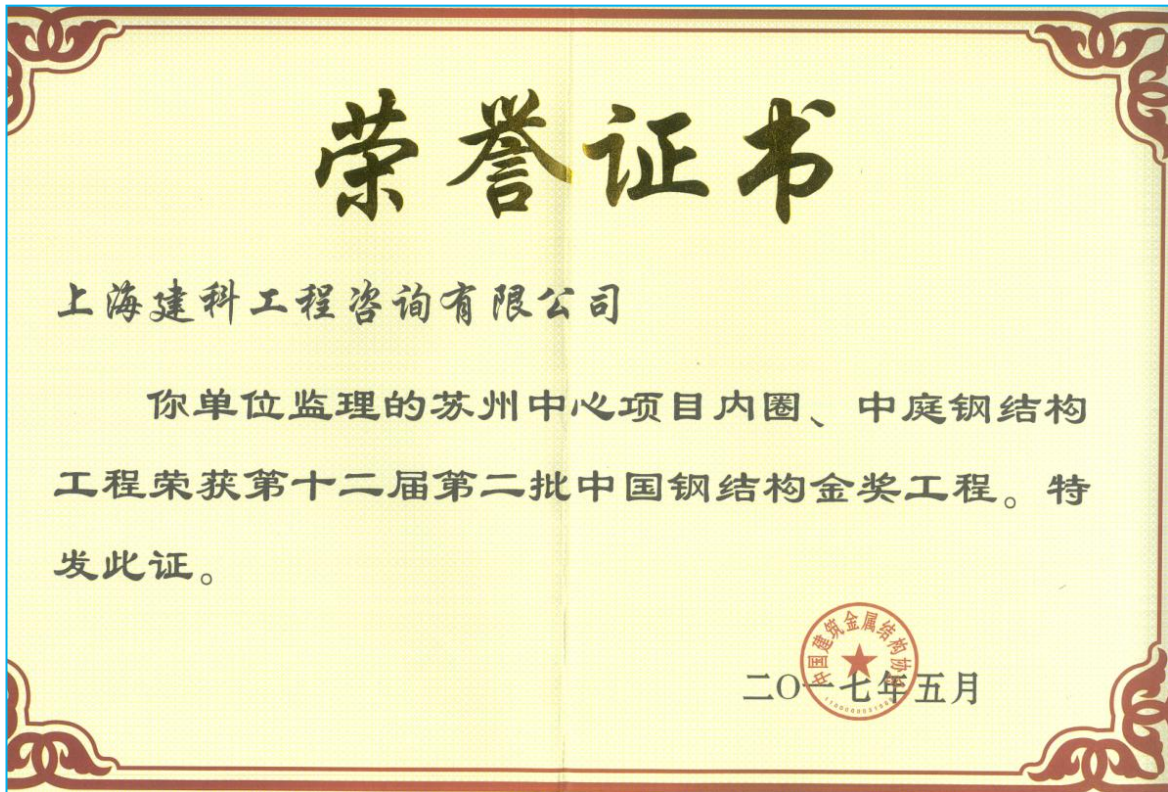 荣誉证书
上海建科工程咨询有限公司
你单位监理的苏州中心项目内圈、中庭钢结构
工程荣获第十二届第二批中国钢结构金奖工程。特
发此证。
中国建筑金属结构协会
二〇一七年五月